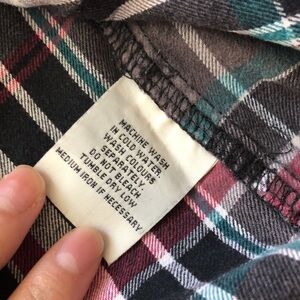 MACHINE WASH
IN COLD WATER
WASH COLOURS
SEPARATELY.
DO NOT BLEACH
TUMBLE DRY LOW
MEDIUM IRON IF NECESSARY